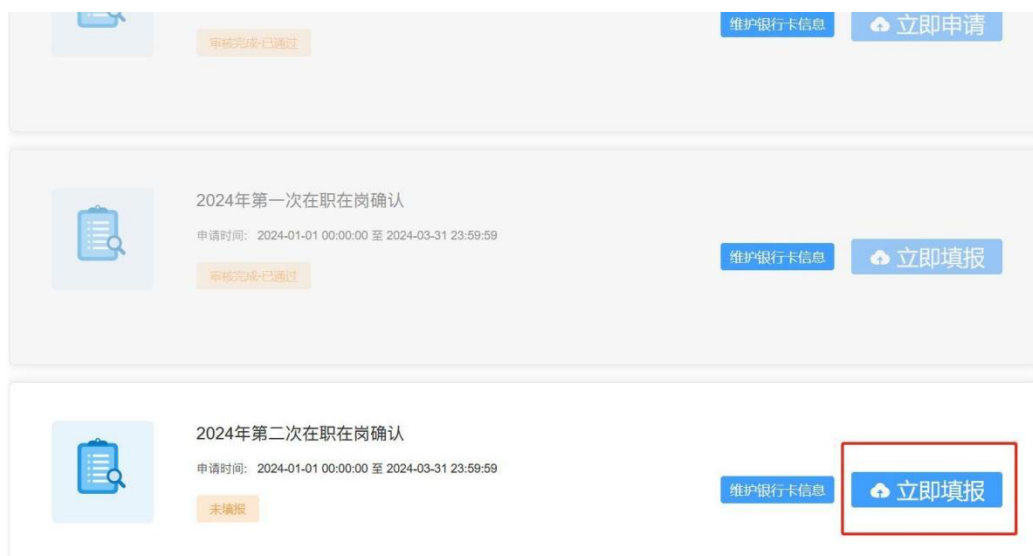 维护银行卡信息 立即申请
审核完成-已通过
2024年第一次在职在岗确认
申请时间: 2024-01-01 00:00:00 至 2024-03-31 23:59:59
维护银行卡信息 立即填报
审核完成-已通过
2024年第二次在职在岗确认
申请时间: 2024-01-01 00:00:00 至 2024-03-31 23:59:59
维护银行卡信息 立即填报
未填报